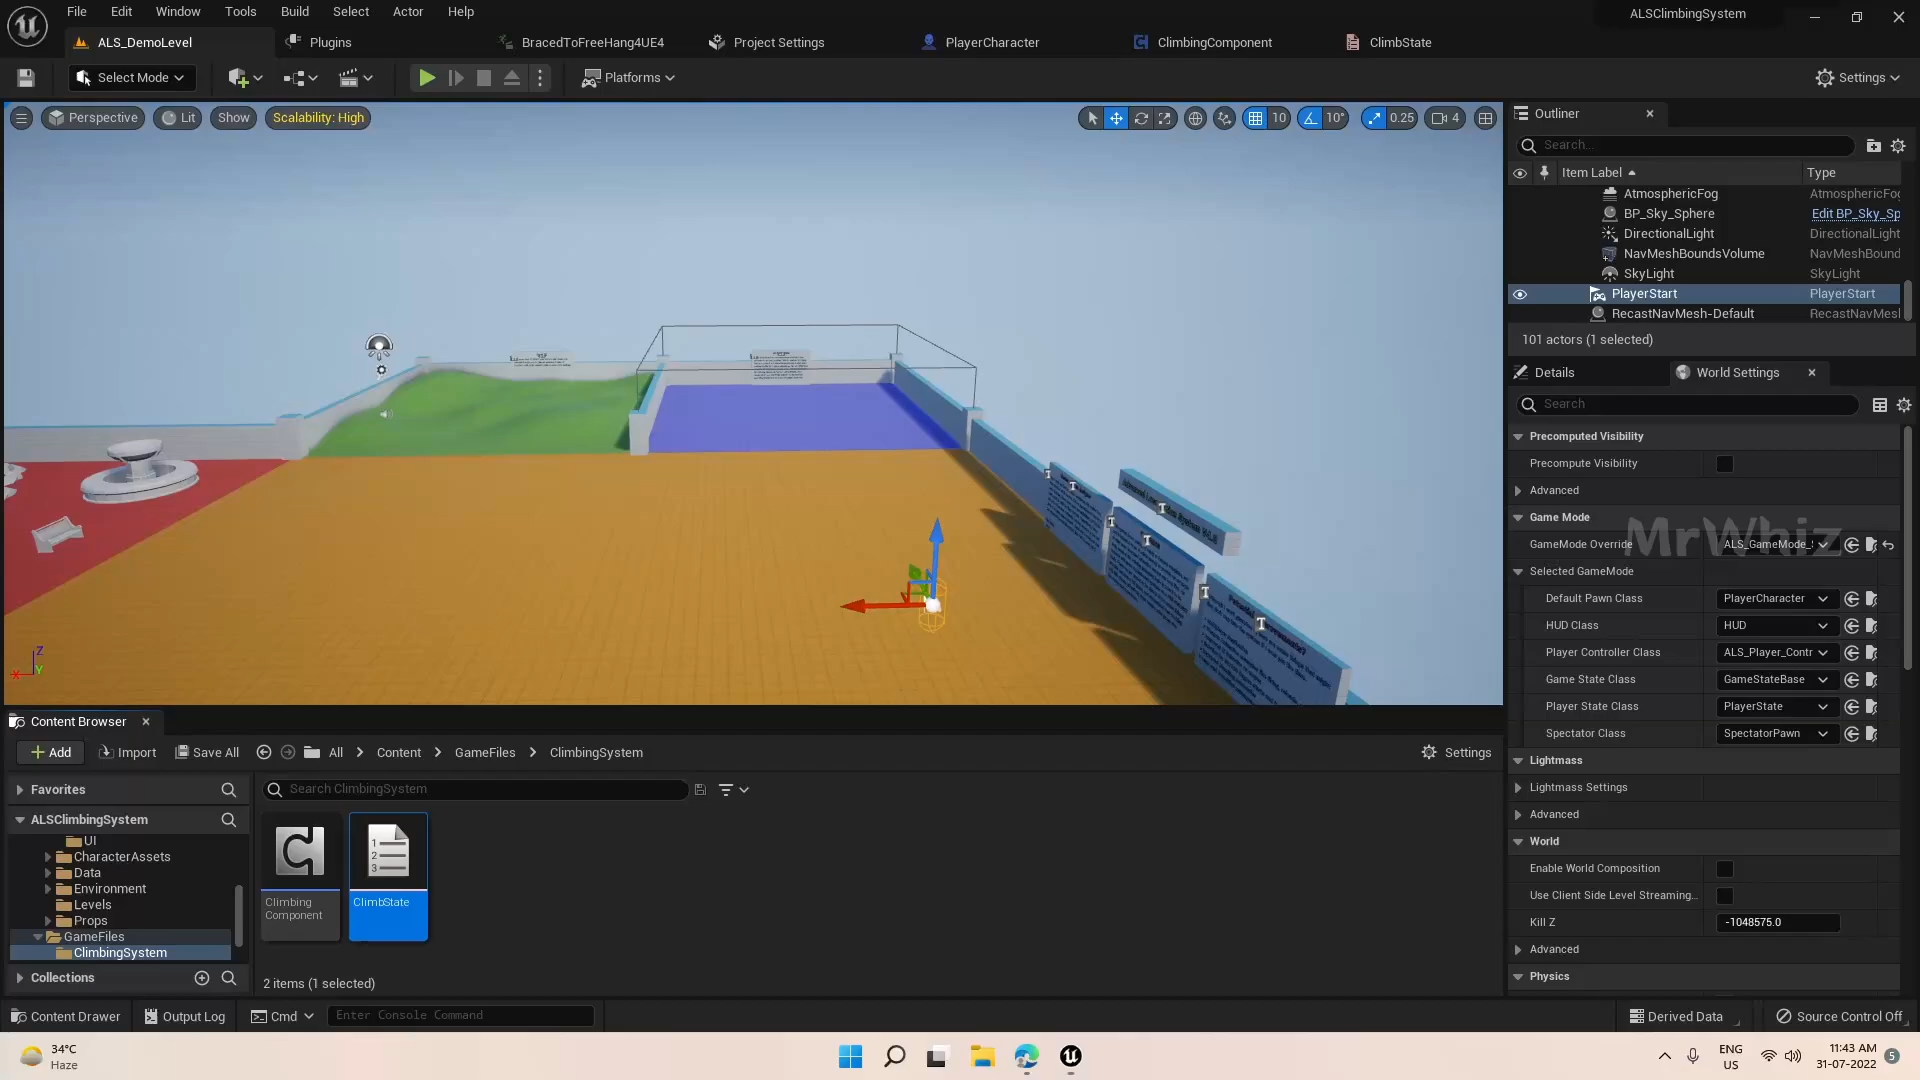 File Edit Window Tools Build Select Actor Help
ALSClimbingSystem
ALS_DemoLevel
Plugins
BracedToFreeHang4UE4
Project Settings
PlayerCharacter
ClimbingComponent
ClimbState
Select Mode
Platforms
Settings
Perspective
Lit
Show
Scalability: High
10
10°
0.25
4
Outliner
Search...
Item Label
Type
AtmosphericFog
AtmosphericFog
BP_Sky_Sphere
Edit BP_Sky_Sp
DirectionalLight
DirectionalLight
NavMeshBoundsVolume
NavMeshBound
SkyLight
SkyLight
PlayerStart
PlayerStart
RecastNavMesh-Default
RecastNavMesl
101 actors (1 selected)
Details
World Settings
Search
Precomputed Visibility
Precompute Visibility
Advanced
Game Mode
MrWhiz
GameMode Override
ALS_GameMode_
Selected GameMode
Default Pawn Class
PlayerCharacter
HUD Class
HUD
Player Controller Class
ALS_Player_Contr
Game State Class
GameStateBase
Player State Class
PlayerState
Spectator Class
SpectatorPawn
Lightmass
Lightmass Settings
Advanced
World
Enable World Composition
Use Client Side Level Streaming...
Kill Z
-1048575.0
Advanced
Physics
Z
X
Y
Content Browser
Add
Import
Save All
All
Content
GameFiles
ClimbingSystem
Settings
Favorites
Search ClimbingSystem
ALSClimbingSystem
UI
CharacterAssets
Data
Environment
Levels
Props
GameFiles
ClimbingSystem
Collections
Climbing
Component
ClimbState
2 items (1 selected)
Content Drawer
Output Log
Cmd
Enter Console Command
Derived Data
Source Control Off
34°C
Haze
ENG
US
11:43 AM
31-07-2022
5